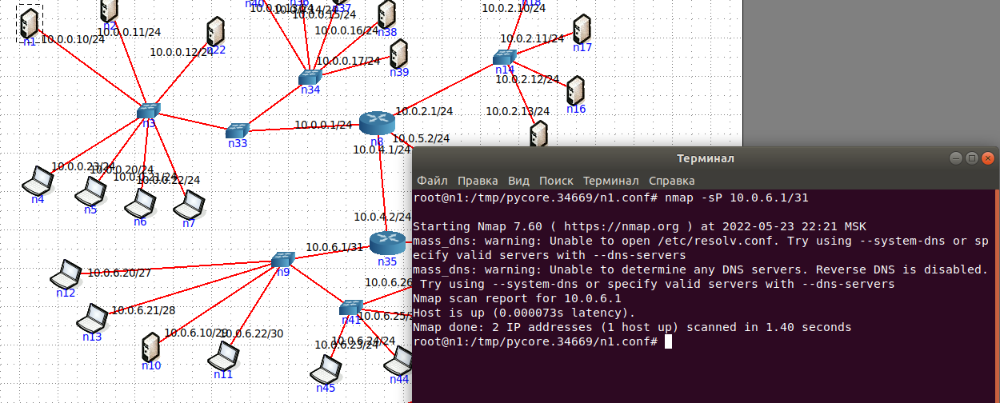 n40
n37
n18
10.0.2.10/24
n1
10.0.0.10/24
n2
10.0.0.11/24
10.0.0.12/24
n22
10.0.0.15/24
10.0.0.16/24
n38
10.0.0.17/24
n39
n34
10.0.2.11/24
n17
n14
10.0.2.12/24
n16
10.0.2.13/24
10.0.2.1/24
n3
n33
10.0.0.1/24
n8
10.0.5.2/24
10.0.4.1/24
10.0.0.23/24
10.0.0.20/24
10.0.0.21/24
10.0.0.22/24
n4
n5
n6
n7
10.0.4.2/24
10.0.6.1/31
n35
n9
10.0.6.20/27
n12
10.0.6.26
10.0.6.21/28
n13
n41
10.0.6.25/
10.0.6.10/29
10.0.6.22/30
10.0.6.24/24
10.0.6.23/24
n10
n11
n45
n44
Терминал
Файл Правка Вид Поиск Терминал Справка
root@n1:/tmp/pycore.34669/n1.conf# nmap -sP 10.0.6.1/31
Starting Nmap 7.60 ( https://nmap.org ) at 2022-05-23 22:21 MSK
mass_dns: warning: Unable to open /etc/resolv.conf. Try using --system-dns or sp
ecify valid servers with --dns-servers
mass_dns: warning: Unable to determine any DNS servers. Reverse DNS is disabled.
Try using --system-dns or specify valid servers with --dns-servers
Nmap scan report for 10.0.6.1
Host is up (0.000073s latency).
Nmap done: 2 IP addresses (1 host up) scanned in 1.40 seconds
root@n1:/tmp/pycore.34669/n1.conf#